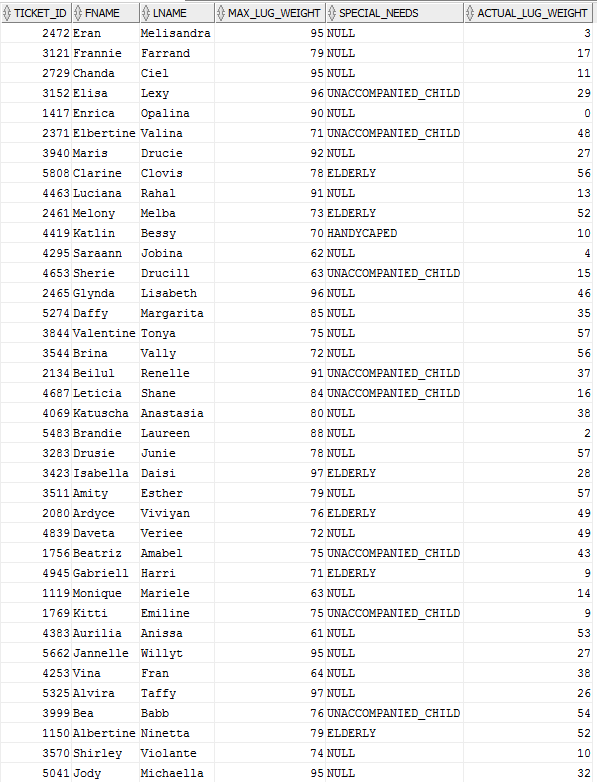 TICKET_ID FNAME LNAME MAX_LUG_WEIGHT SPECIAL_NEEDS ACTUAL_LUG_WEIGHT
2472 Eran Melisandra 95 NULL 3
3121 Frannie Farrand 79 NULL 17
2729 Chanda Ciel 95 NULL 11
3152 Elisa Lexy 96 UNACCOMPANIED_CHILD 29
1417 Enrica Opalina 90 NULL 0
2371 Elbertine Valina 71 UNACCOMPANIED_CHILD 48
3940 Maris Drucie 92 NULL 27
5808 Clarine Clovis 78 ELDERLY 56
4463 Luciana Rahal 91 NULL 13
2461 Melony Melba 73 ELDERLY 52
4419 Katlin Bessy 70 HANDYCAPED 10
4295 Saraann Jobina 62 NULL 4
4653 Sherie Drucill 63 UNACCOMPANIED_CHILD 15
2465 Glynda Lisabeth 96 NULL 46
5274 Daffy Margarita 85 NULL 35
3844 Valentine Tonya 75 NULL 57
3544 Brina Vally 72 NULL 56
2134 Beilul Renelle 91 UNACCOMPANIED_CHILD 37
4687 Leticia Shane 84 UNACCOMPANIED_CHILD 16
4069 Katuscha Anastasia 80 NULL 38
5483 Brandie Laureen 88 NULL 2
3283 Drusie Junie 78 NULL 57
3423 Isabella Daisi 97 ELDERLY 28
3511 Amity Esther 79 NULL 57
2080 Ardyce Viviyan 76 ELDERLY 49
4839 Daveta Veriee 72 NULL 49
1756 Beatriz Amabel 75 UNACCOMPANIED_CHILD 43
4945 Gabriell Harri 71 ELDERLY 9
1119 Monique Mariele 63 NULL 14
1769 Kitti Emiline 75 UNACCOMPANIED_CHILD 9
4383 Aurilia Anissa 61 NULL 53
5662 Jannelle Willyt 95 NULL 27
4253 Vina Fran 64 NULL 38
5325 Alvira Taffy 97 NULL 26
3999 Bea Babb 76 UNACCOMPANIED_CHILD 54
1150 Albertine Ninetta 79 ELDERLY 52
3570 Shirley Violante 74 NULL 10
5041 Jody Michaella 95 NULL 32